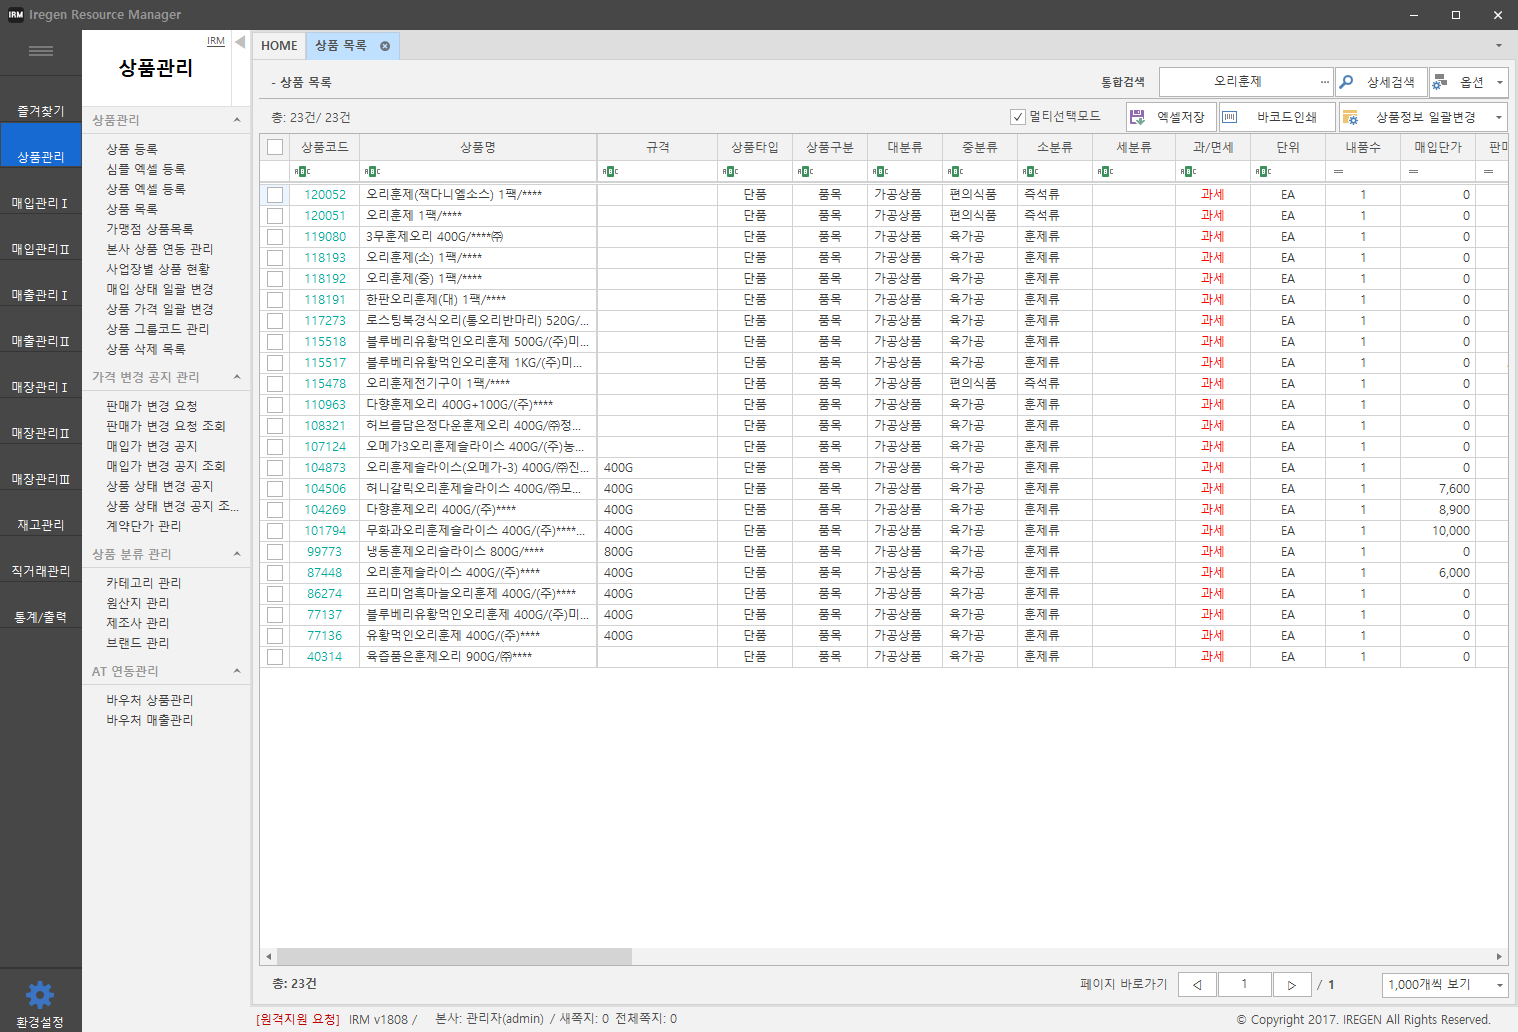 IRM Iregen Resource Manager
즐겨찾기
상품관리
매입관리 I
매입관리 II
매출관리 I
매출관리 II
매장관리 I
매장관리 II
매장관리 III
재고관리
직거래관리
통계/출력
환경설정
IRM
상품관리
상품관리
상품 등록
심플 엑셀 등록
상품 엑셀 등록
상품 목록
가맹점 상품목록
본사 상품 연동 관리
사업장별 상품 현황
매입 상태 일괄 변경
상품 가격 일괄 변경
상품 그룹코드 관리
상품 삭제 목록
가격 변경 공지 관리
판매가 변경 요청
판매가 변경 요청 조회
매입가 변경 공지
매입가 변경 공지 조회
상품 상태 변경 공지
상품 상태 변경 공지 조...
계약단가 관리
상품 분류 관리
카테고리 관리
원산지 관리
제조사 관리
브랜드 관리
AT 연동관리
바우처 상품관리
바우처 매출관리
HOME 상품 목록
- 상품 목록 통합검색 오리훈제 ... 상세검색 옵션
총: 23건/ 23건 멀티선택모드 엑셀저장 바코드인쇄 상품정보 일괄변경
상품코드 상품명 규격 상품타입 상품구분 대분류 중분류 소분류 세분류 과/면세 단위 내품수 매입단가 판매
ABC ABC ABC ABC ABC ABC ABC ABC ABC ABC ABC = = =
120052 오리훈제(잭다니엘소스) 1팩/**** 단품 품목 가공상품 편의식품 즉석류 과세 EA 1 0
120051 오리훈제 1팩/**** 단품 품목 가공상품 편의식품 즉석류 과세 EA 1 0
119080 3무훈제오리 400G/****㈜ 단품 품목 가공상품 육가공 훈제류 과세 EA 1 0
118193 오리훈제(소) 1팩/**** 단품 품목 가공상품 육가공 훈제류 과세 EA 1 0
118192 오리훈제(중) 1팩/**** 단품 품목 가공상품 육가공 훈제류 과세 EA 1 0
118191 한판오리훈제(대) 1팩/**** 단품 품목 가공상품 육가공 훈제류 과세 EA 1 0
117273 로스팅북경식오리(통오리반마리) 520G/... 단품 품목 가공상품 육가공 훈제류 과세 EA 1 0
115518 블루베리유황먹인오리훈제 500G/(주)미... 단품 품목 가공상품 육가공 훈제류 과세 EA 1 0
115517 블루베리유황먹인오리훈제 1KG/(주)미... 단품 품목 가공상품 육가공 훈제류 과세 EA 1 0
115478 오리훈제전기구이 1팩/**** 단품 품목 가공상품 편의식품 즉석류 과세 EA 1 0
110963 다향훈제오리 400G+100G/(주)**** 단품 품목 가공상품 육가공 훈제류 과세 EA 1 0
108321 허브를담은정다운훈제오리 400G/㈜정... 단품 품목 가공상품 육가공 훈제류 과세 EA 1 0
107124 오메가3오리훈제슬라이스 400G/(주)농... 단품 품목 가공상품 육가공 훈제류 과세 EA 1 0
104873 오리훈제슬라이스(오메가-3) 400G/㈜진... 400G 단품 품목 가공상품 육가공 훈제류 과세 EA 1 0
104506 허니갈릭오리훈제슬라이스 400G/㈜모... 400G 단품 품목 가공상품 육가공 훈제류 과세 EA 1 7,600
104269 다향훈제오리 400G/(주)**** 400G 단품 품목 가공상품 육가공 훈제류 과세 EA 1 8,900
101794 무화과오리훈제슬라이스 400G/(주)****... 400G 단품 품목 가공상품 육가공 훈제류 과세 EA 1 10,000
99773 냉동훈제오리슬라이스 800G/**** 800G 단품 품목 가공상품 육가공 훈제류 과세 EA 1 0
87448 오리훈제슬라이스 400G/(주)**** 400G 단품 품목 가공상품 육가공 훈제류 과세 EA 1 6,000
86274 프리미엄흑마늘오리훈제 400G/(주)**** 400G 단품 품목 가공상품 육가공 훈제류 과세 EA 1 0
77137 블루베리유황먹인오리훈제 400G/(주)미... 400G 단품 품목 가공상품 육가공 훈제류 과세 EA 1 0
77136 유황먹인오리훈제 400G/(주)**** 400G 단품 품목 가공상품 육가공 훈제류 과세 EA 1 0
40314 육즙품은훈제오리 900G/㈜**** 단품 품목 가공상품 육가공 훈제류 과세 EA 1 0
총: 23건 페이지 바로가기 1 / 1 1,000개씩 보기
[원격지원 요청] IRM v1808 / 본사: 관리자(admin) / 새쪽지: 0 전체쪽지: 0 © Copyright 2017. IREGEN All Rights Reserved.